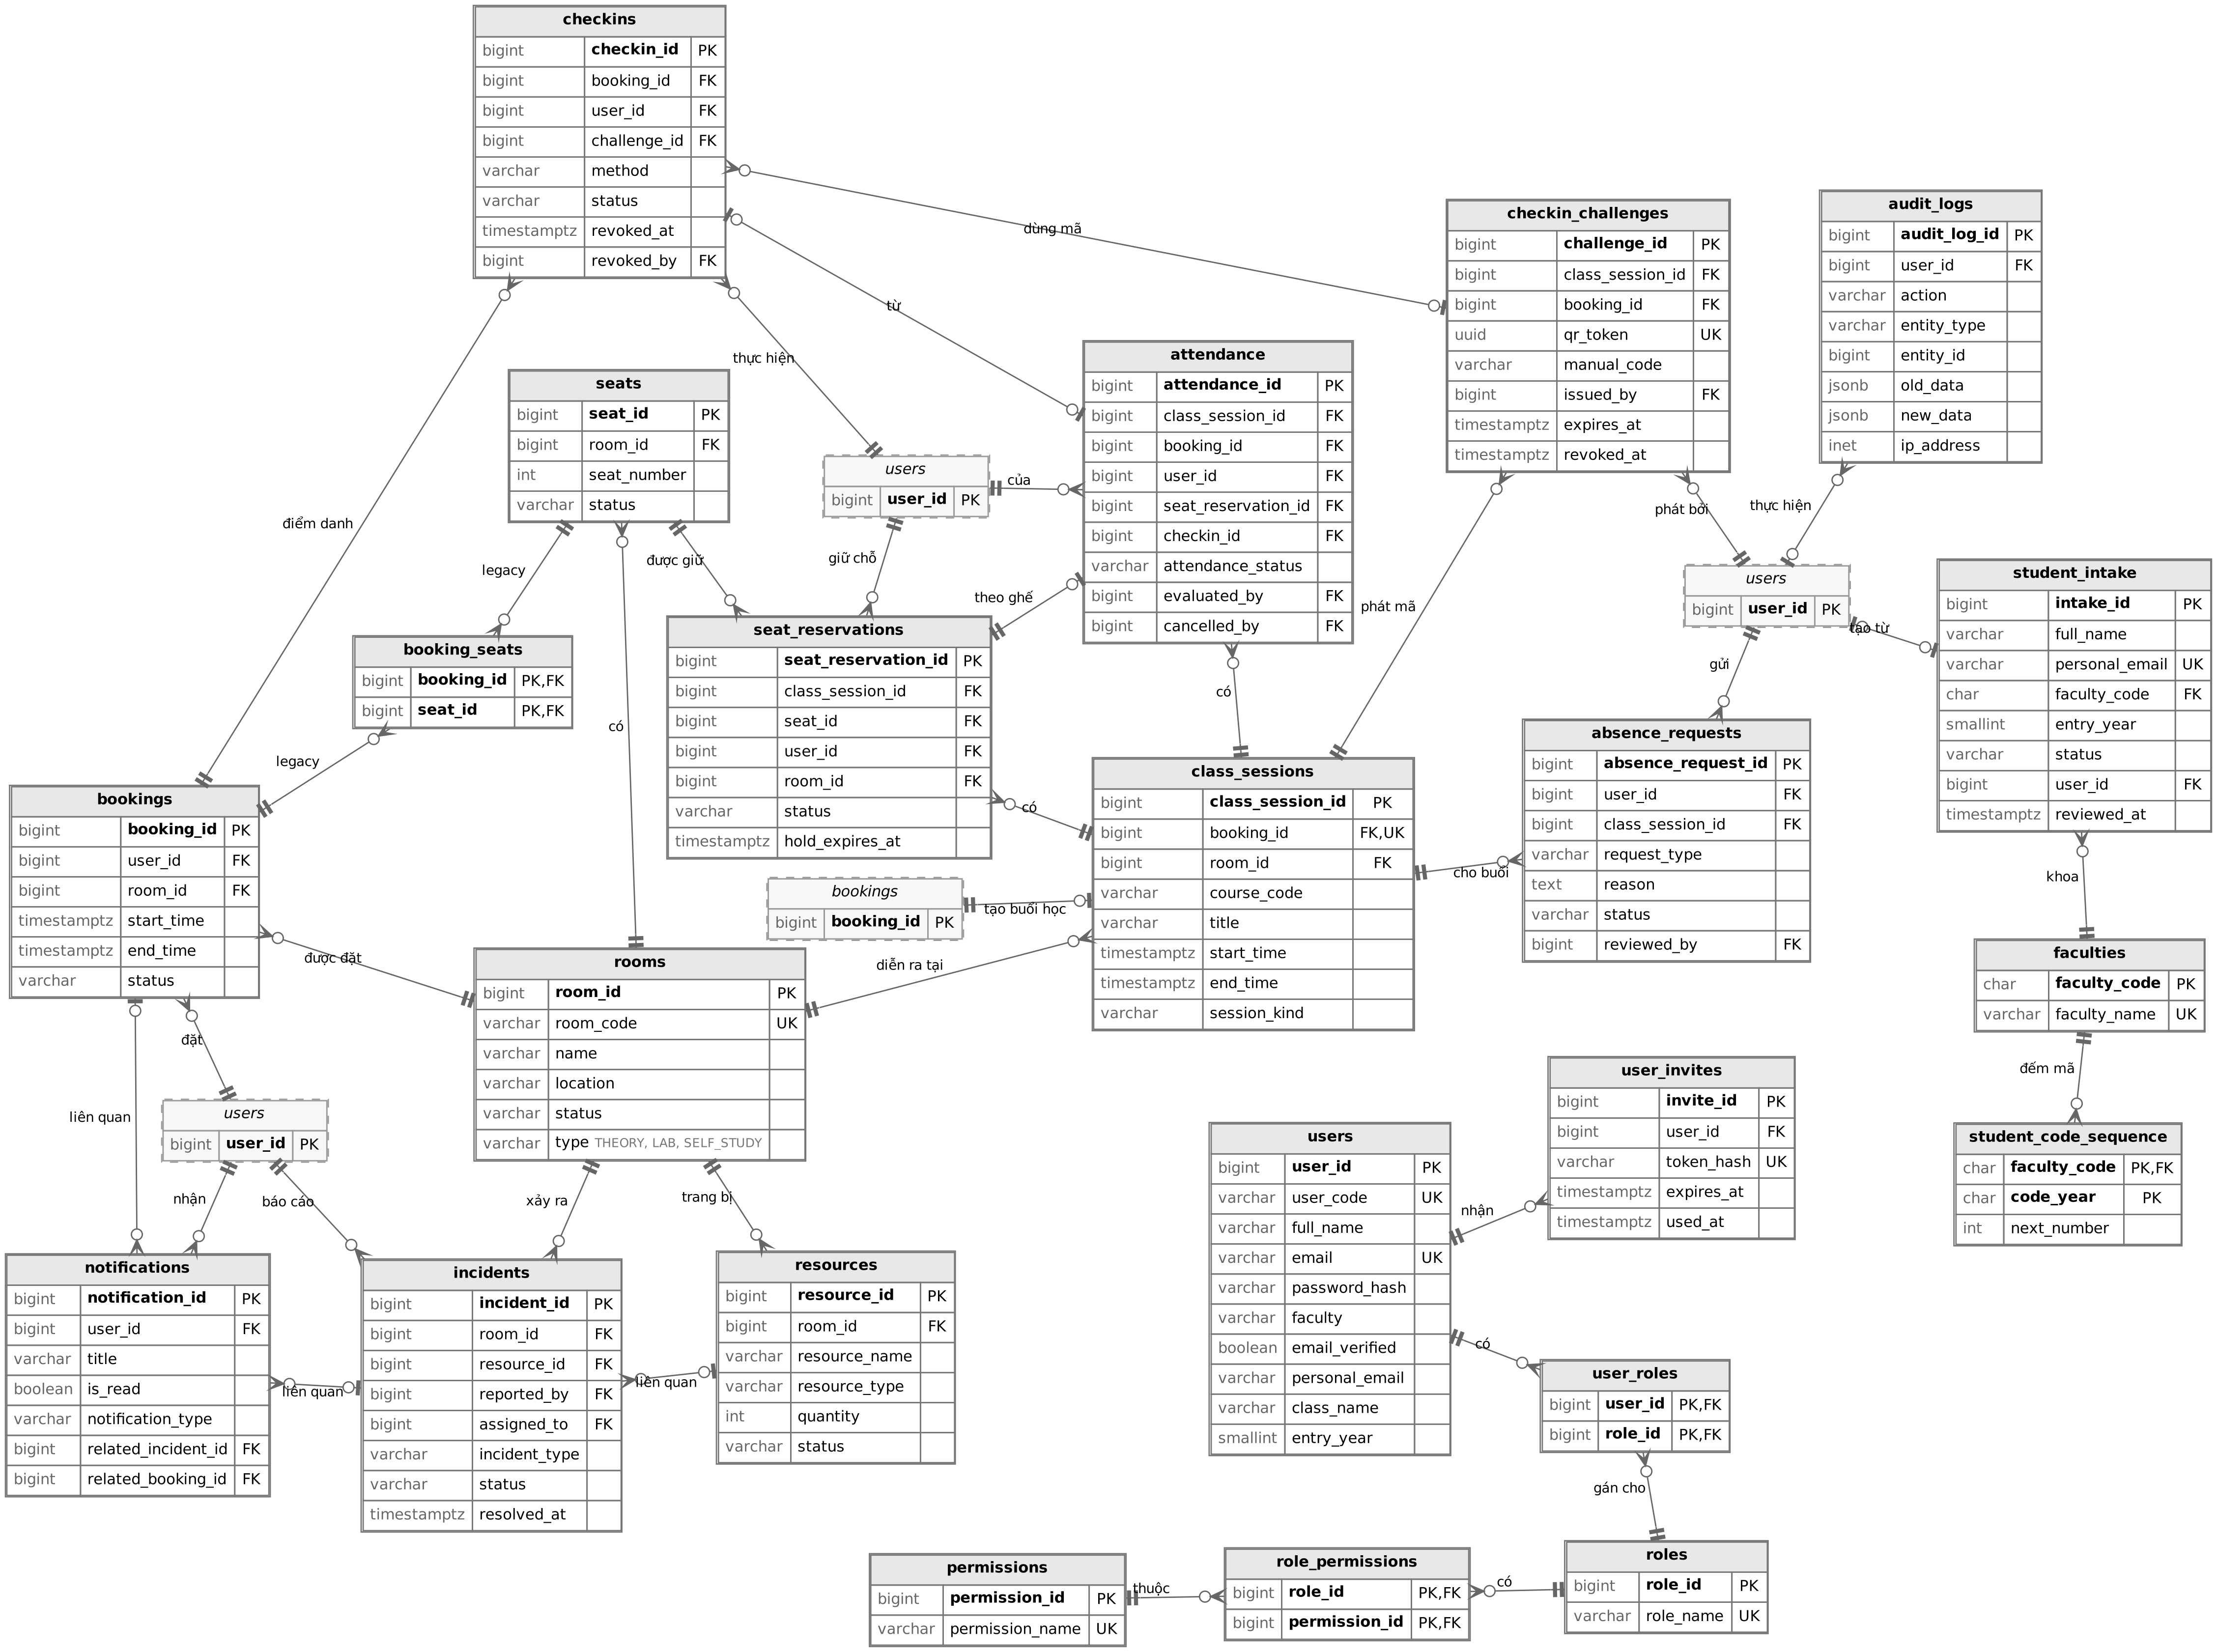 checkins
bigint checkin_id PK
bigint booking_id FK
bigint user_id FK
bigint challenge_id FK
varchar method
varchar status
timestamptz revoked_at
bigint revoked_by FK
checkin_challenges
bigint challenge_id PK
bigint class_session_id FK
bigint booking_id FK
uuid qr_token UK
varchar manual_code
bigint issued_by FK
timestamptz expires_at
timestamptz revoked_at
audit_logs
bigint audit_log_id PK
bigint user_id FK
varchar action
varchar entity_type
bigint entity_id
jsonb old_data
jsonb new_data
inet ip_address
dùng mã
từ
thực hiện
điểm danh
attendance
bigint attendance_id PK
bigint class_session_id FK
bigint booking_id FK
bigint user_id FK
bigint seat_reservation_id FK
bigint checkin_id FK
varchar attendance_status
bigint evaluated_by FK
bigint cancelled_by FK
seats
bigint seat_id PK
bigint room_id FK
int seat_number
varchar status
users
bigint user_id PK
của
giữ chỗ
được giữ
legacy
theo ghế
phát mã
phát bởi
thực hiện
users
bigint user_id PK
tạo từ
gửi
student_intake
bigint intake_id PK
varchar full_name
varchar personal_email UK
char faculty_code FK
smallint entry_year
varchar status
bigint user_id FK
timestamptz reviewed_at
booking_seats
bigint booking_id PK,FK
bigint seat_id PK,FK
legacy
seat_reservations
bigint seat_reservation_id PK
bigint class_session_id FK
bigint seat_id FK
bigint user_id FK
bigint room_id FK
varchar status
timestamptz hold_expires_at
có
có
có
class_sessions
bigint class_session_id PK
bigint booking_id FK,UK
bigint room_id FK
varchar course_code
varchar title
timestamptz start_time
timestamptz end_time
varchar session_kind
absence_requests
bigint absence_request_id PK
bigint user_id FK
bigint class_session_id FK
varchar request_type
text reason
varchar status
bigint reviewed_by FK
cho buổi
khoa
bookings
bigint booking_id PK
bigint user_id FK
bigint room_id FK
timestamptz start_time
timestamptz end_time
varchar status
bookings
bigint booking_id PK
tạo buổi học
diễn ra tại
được đặt
rooms
bigint room_id PK
varchar room_code UK
varchar name
varchar location
varchar status
varchar type THEORY, LAB, SELF_STUDY
faculties
char faculty_code PK
varchar faculty_name UK
đếm mã
student_code_sequence
char faculty_code PK,FK
char code_year PK
int next_number
đặt
liên quan
users
bigint user_id PK
nhận
báo cáo
xảy ra
trang bị
user_invites
bigint invite_id PK
bigint user_id FK
varchar token_hash UK
timestamptz expires_at
timestamptz used_at
users
bigint user_id PK
varchar user_code UK
varchar full_name
varchar email UK
varchar password_hash
varchar faculty
boolean email_verified
varchar personal_email
varchar class_name
smallint entry_year
nhận
có
notifications
bigint notification_id PK
bigint user_id FK
varchar title
boolean is_read
varchar notification_type
bigint related_incident_id FK
bigint related_booking_id FK
liên quan
incidents
bigint incident_id PK
bigint room_id FK
bigint resource_id FK
bigint reported_by FK
bigint assigned_to FK
varchar incident_type
varchar status
timestamptz resolved_at
liên quan
resources
bigint resource_id PK
bigint room_id FK
varchar resource_name
varchar resource_type
int quantity
varchar status
user_roles
bigint user_id PK,FK
bigint role_id PK,FK
gán cho
permissions
bigint permission_id PK
varchar permission_name UK
thuộc
role_permissions
bigint role_id PK,FK
bigint permission_id PK,FK
có
roles
bigint role_id PK
varchar role_name UK